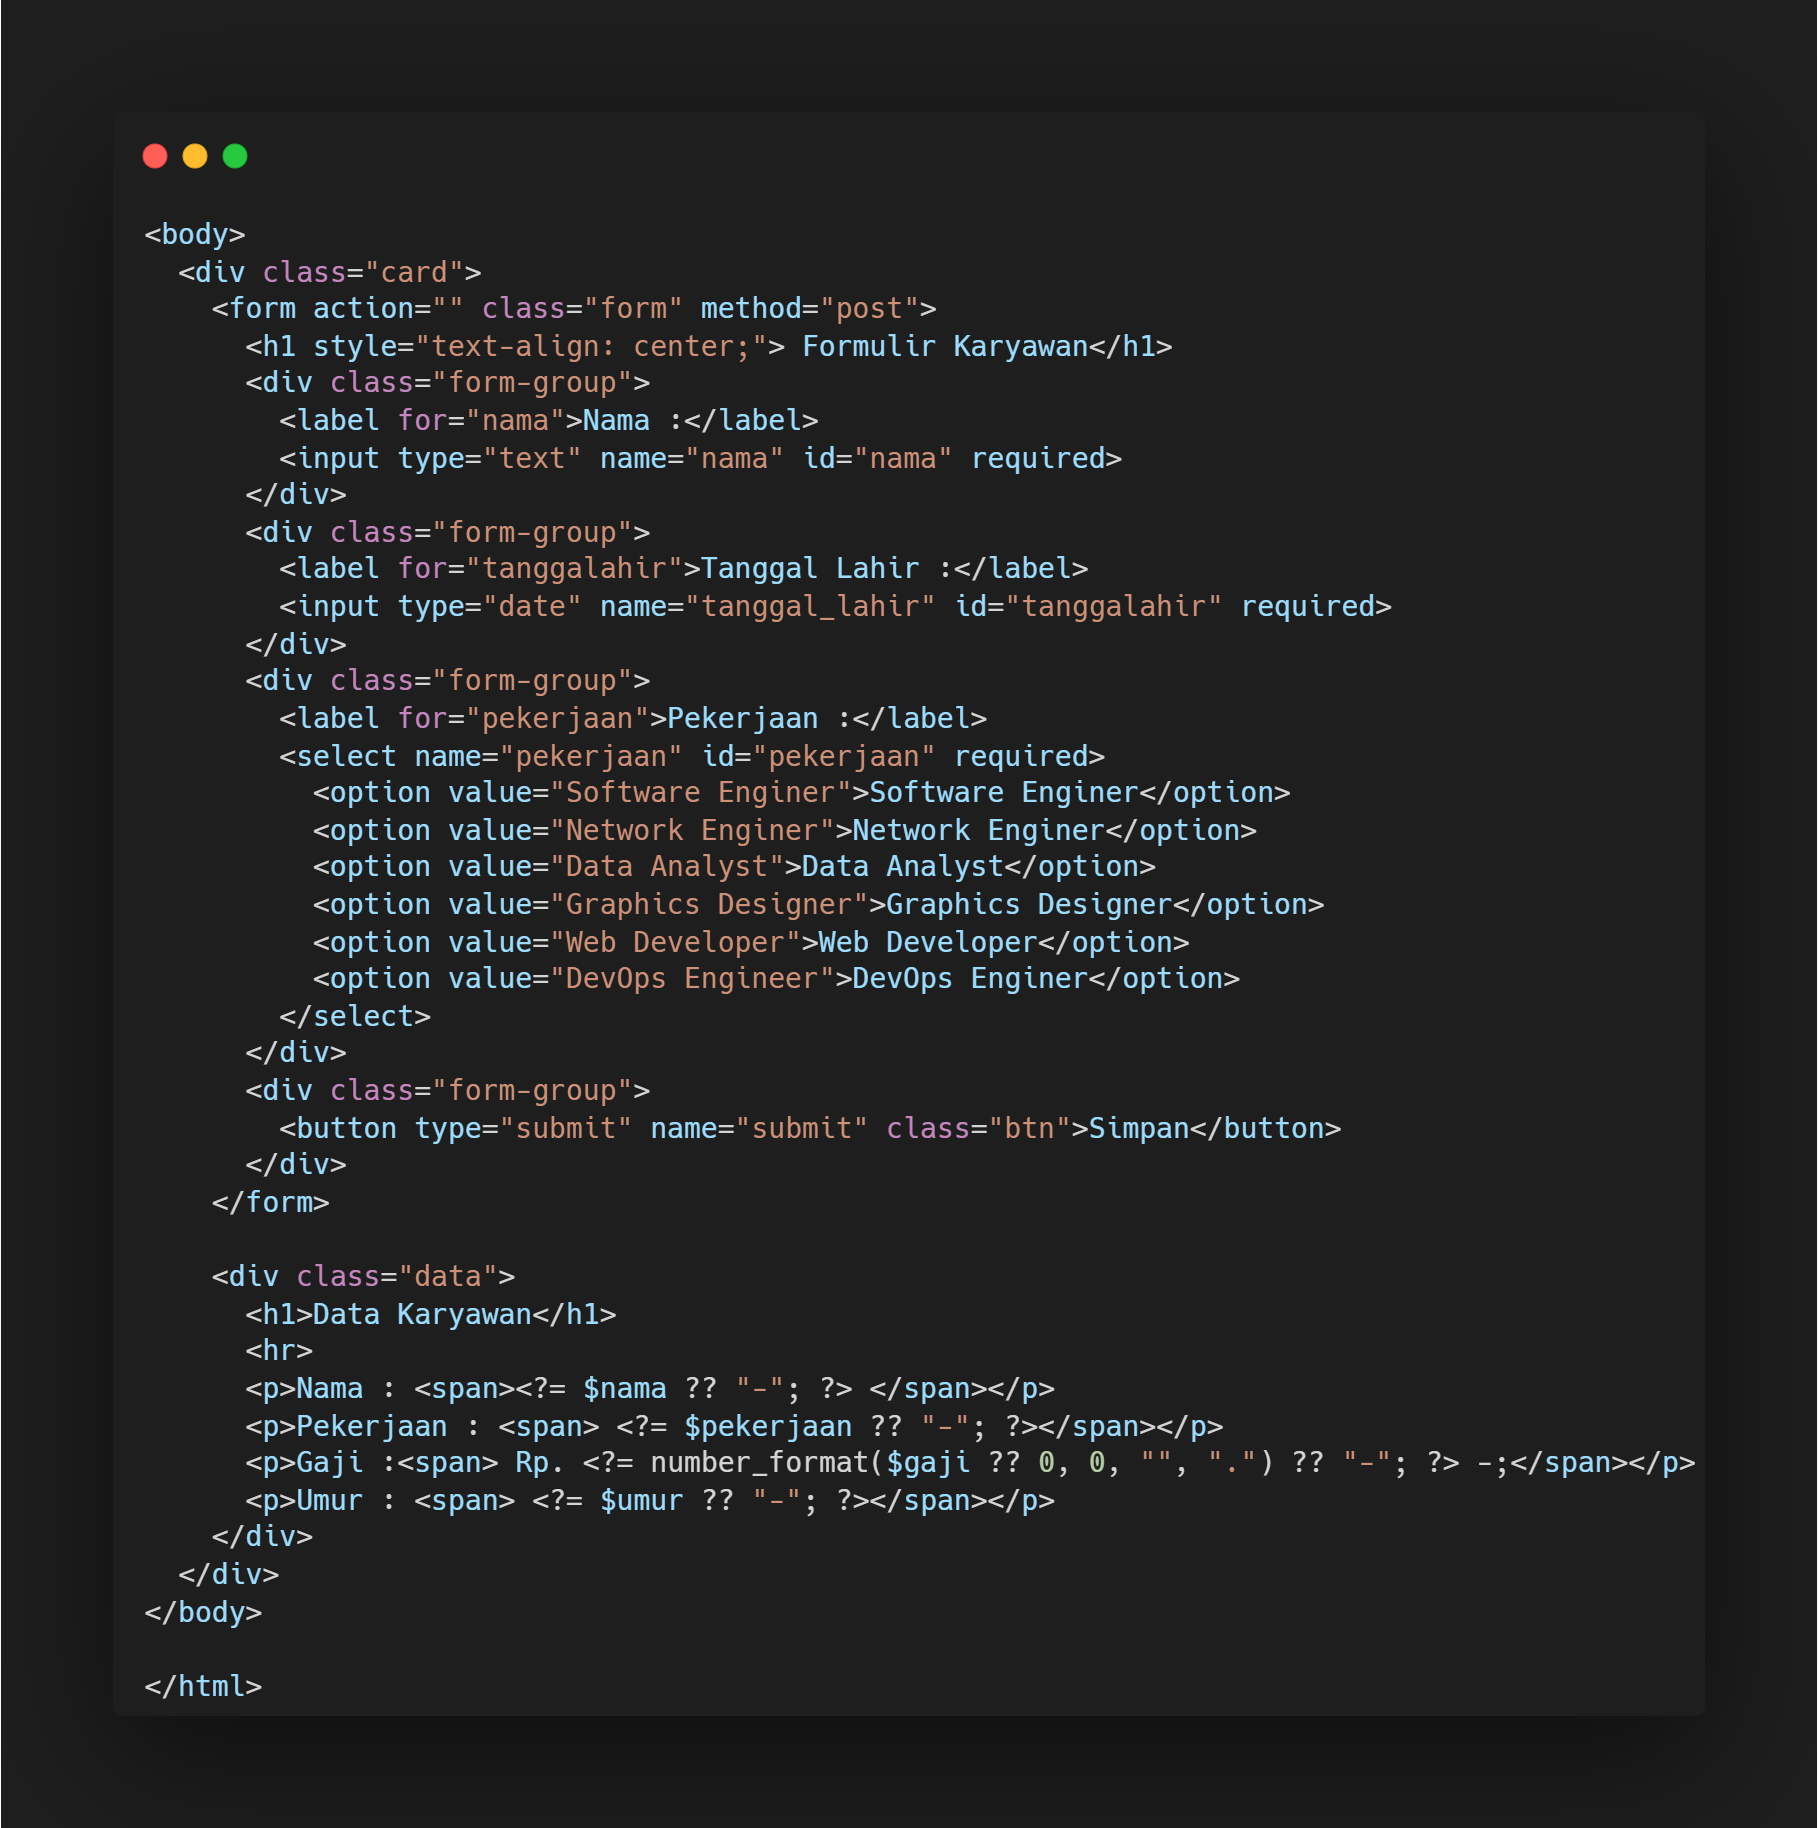 <body>
  <div class="card">
    <form action="" class="form" method="post">
      <h1 style="text-align: center;"> Formulir Karyawan</h1>
      <div class="form-group">
        <label for="nama">Nama :</label>
        <input type="text" name="nama" id="nama" required>
      </div>
      <div class="form-group">
        <label for="tanggalahir">Tanggal Lahir :</label>
        <input type="date" name="tanggal_lahir" id="tanggalahir" required>
      </div>
      <div class="form-group">
        <label for="pekerjaan">Pekerjaan :</label>
        <select name="pekerjaan" id="pekerjaan" required>
          <option value="Software Enginer">Software Enginer</option>
          <option value="Network Enginer">Network Enginer</option>
          <option value="Data Analyst">Data Analyst</option>
          <option value="Graphics Designer">Graphics Designer</option>
          <option value="Web Developer">Web Developer</option>
          <option value="DevOps Engineer">DevOps Enginer</option>
        </select>
      </div>
      <div class="form-group">
        <button type="submit" name="submit" class="btn">Simpan</button>
      </div>
    </form>

    <div class="data">
      <h1>Data Karyawan</h1>
      <hr>
      <p>Nama : <span><?= $nama ?? "-"; ?> </span></p>
      <p>Pekerjaan : <span> <?= $pekerjaan ?? "-"; ?></span></p>
      <p>Gaji :<span> Rp. <?= number_format($gaji ?? 0, 0, "", ".") ?? "-"; ?> -;</span></p>
      <p>Umur : <span> <?= $umur ?? "-"; ?></span></p>
    </div>
  </div>
</body>

</html>